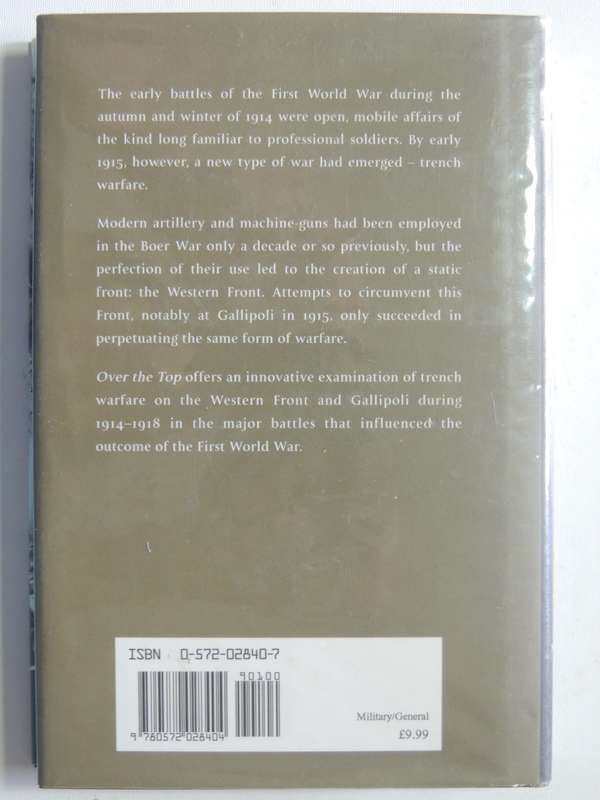 The early battles of the First World War during the
autumn and winter of 1914 were open, mobile affairs of
the kind long familiar to professional soldiers. By early
1915, however, a new type of war had emerged – trench
warfare.
Modern artillery and machine-guns had been employed
in the Boer War only a decade or so previously, but the
perfection of their use led to the creation of a static
front: the Western Front. Attempts to circumvent this
Front, notably at Gallipoli in 1915, only succeeded in
perpetuating the same form of warfare.
Over the Top offers an innovative examination of trench
warfare on the Western Front and Gallipoli during
1914–1918 in the major battles that influenced the
outcome of the First World War.
ISBN 0-572-02840-7
90100
9 780572 028404
Military/General
£9.99